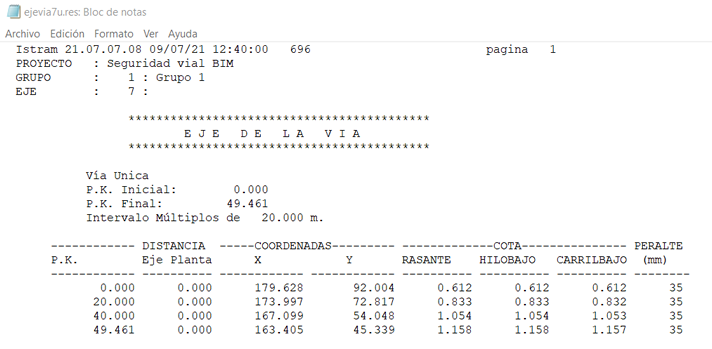 ejevia7u.res: Bloc de notas
Archivo Edición Formato Ver Ayuda
Istram 21.07.07.08 09/07/21 12:40:00 696 pagina 1
PROYECTO : Seguridad vial BIM
GRUPO : 1 : Grupo 1
EJE : 7 :
*******************************************
E J E D E L A V I A
*******************************************
Vía Unica
P.K. Inicial: 0.000
P.K. Final: 49.461
Intervalo Múltiplos de 20.000 m.
------------ DISTANCIA -----COORDENADAS--------- -------------COTA--------------- PERALTE
P.K. Eje Planta X Y RASANTE HILOBAJO CARRILBAJO (mm)
------------ ---------- ------------ ------------ ---------- ---------- ---------- --------
0.000 0.000 179.628 92.004 0.612 0.612 0.612 35
20.000 0.000 173.997 72.817 0.833 0.833 0.832 35
40.000 0.000 167.099 54.048 1.054 1.054 1.053 35
49.461 0.000 163.405 45.339 1.158 1.158 1.157 35